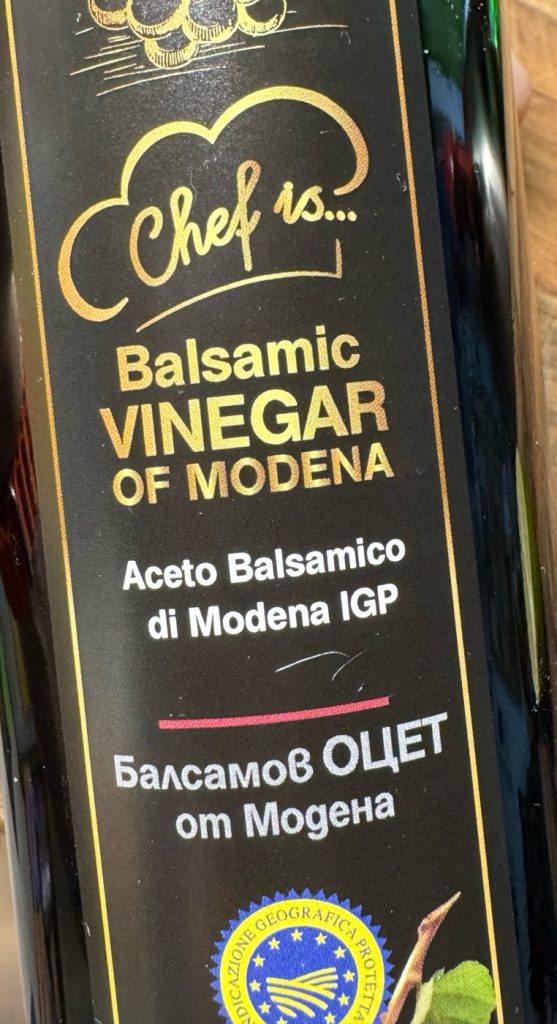 Chef is...
Balsamic
VINEGAR
OF MODENA
Aceto Balsamico
di Modena IGP
Балсамов ОЦЕТ
от Модена
INDICAZIONE GEOGRAFICA PROTETTA